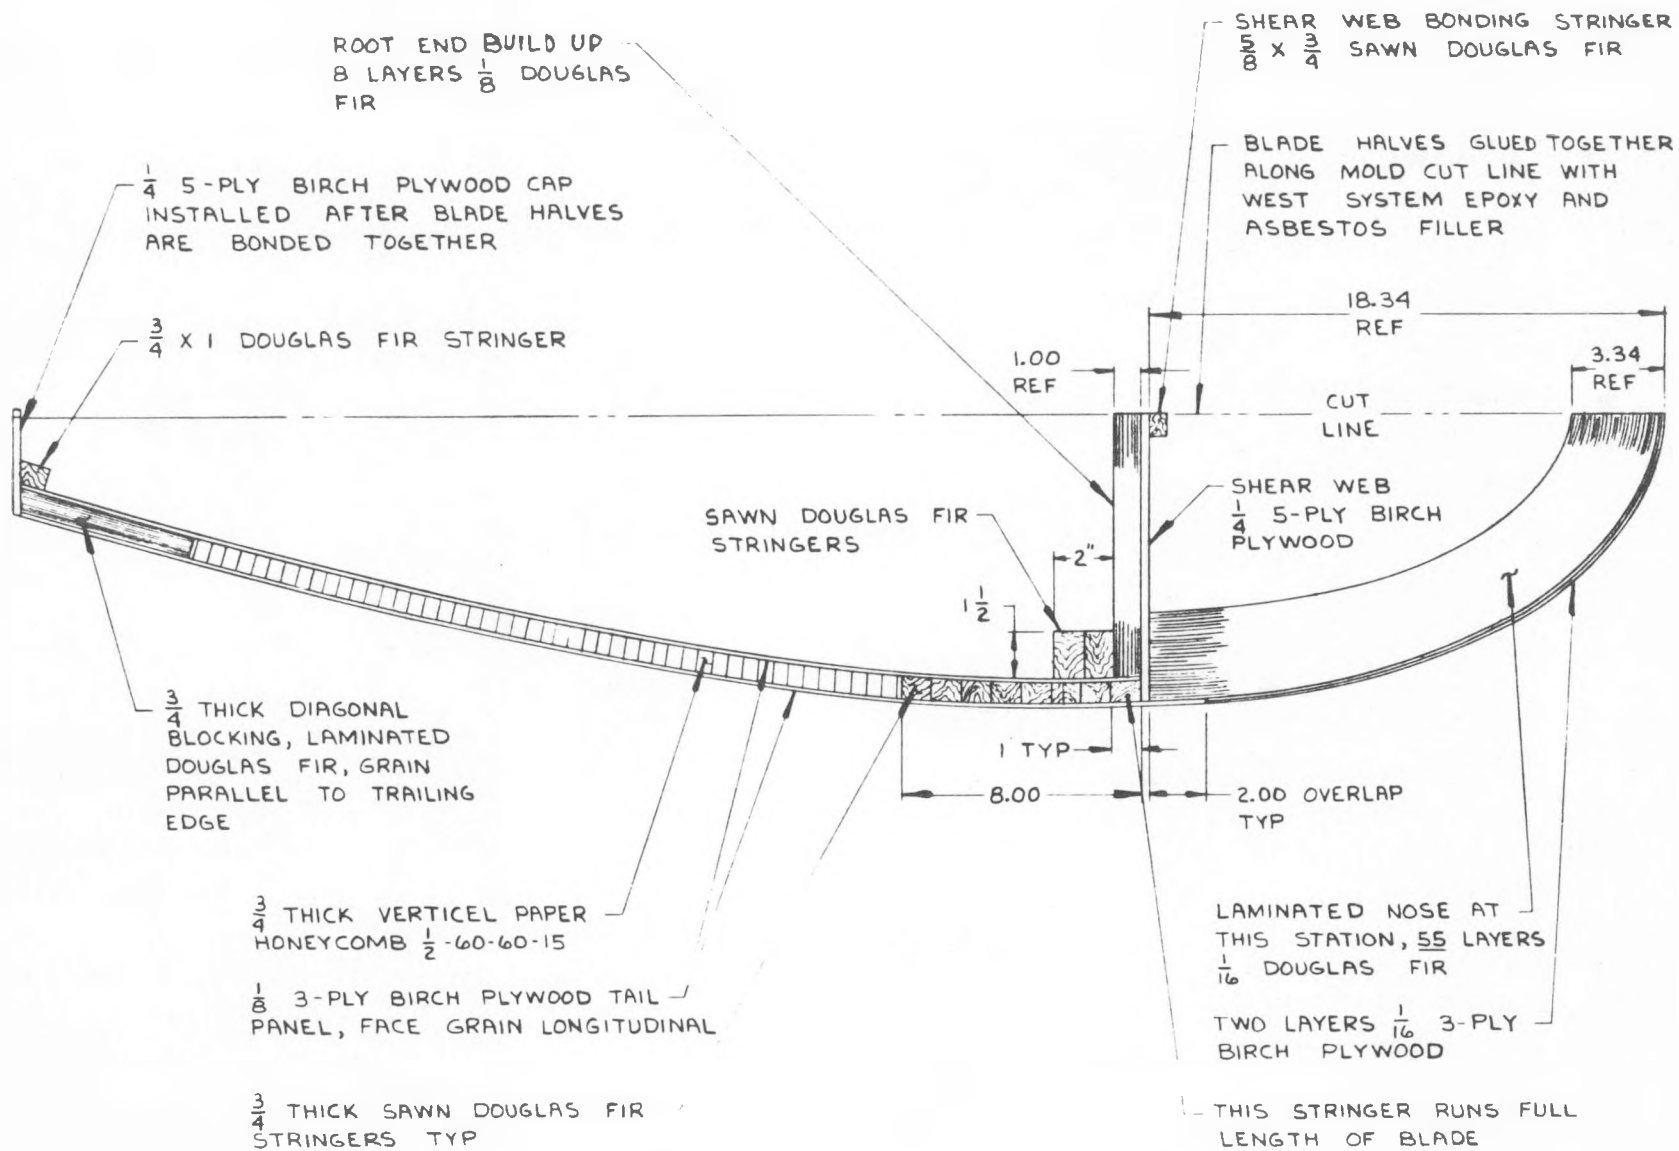 ROOT END BUILD UP
8 LAYERS 1/8 DOUGLAS
FIR
SHEAR WEB BONDING STRINGER
5/8 X 3/4 SAWN DOUGLAS FIR
1/4 5-PLY BIRCH PLYWOOD CAP
INSTALLED AFTER BLADE HALVES
ARE BONDED TOGETHER
BLADE HALVES GLUED TOGETHER
ALONG MOLD CUT LINE WITH
WEST SYSTEM EPOXY AND
ASBESTOS FILLER
3/4 X 1 DOUGLAS FIR STRINGER
18.34
REF
1.00
REF
3.34
REF
CUT
LINE
SAWN DOUGLAS FIR
STRINGERS
2"
1 1/2
SHEAR WEB
1/4 5-PLY BIRCH
PLYWOOD
3/4 THICK DIAGONAL
BLOCKING, LAMINATED
DOUGLAS FIR, GRAIN
PARALLEL TO TRAILING
EDGE
1 TYP
8.00
2.00 OVERLAP
TYP
3/4 THICK VERTICEL PAPER
HONEYCOMB 1/2-60-60-15
1/8 3-PLY BIRCH PLYWOOD TAIL
PANEL, FACE GRAIN LONGITUDINAL
3/4 THICK SAWN DOUGLAS FIR
STRINGERS TYP
LAMINATED NOSE AT
THIS STATION, 55 LAYERS
1/16 DOUGLAS FIR
TWO LAYERS 1/16 3-PLY
BIRCH PLYWOOD
THIS STRINGER RUNS FULL
LENGTH OF BLADE